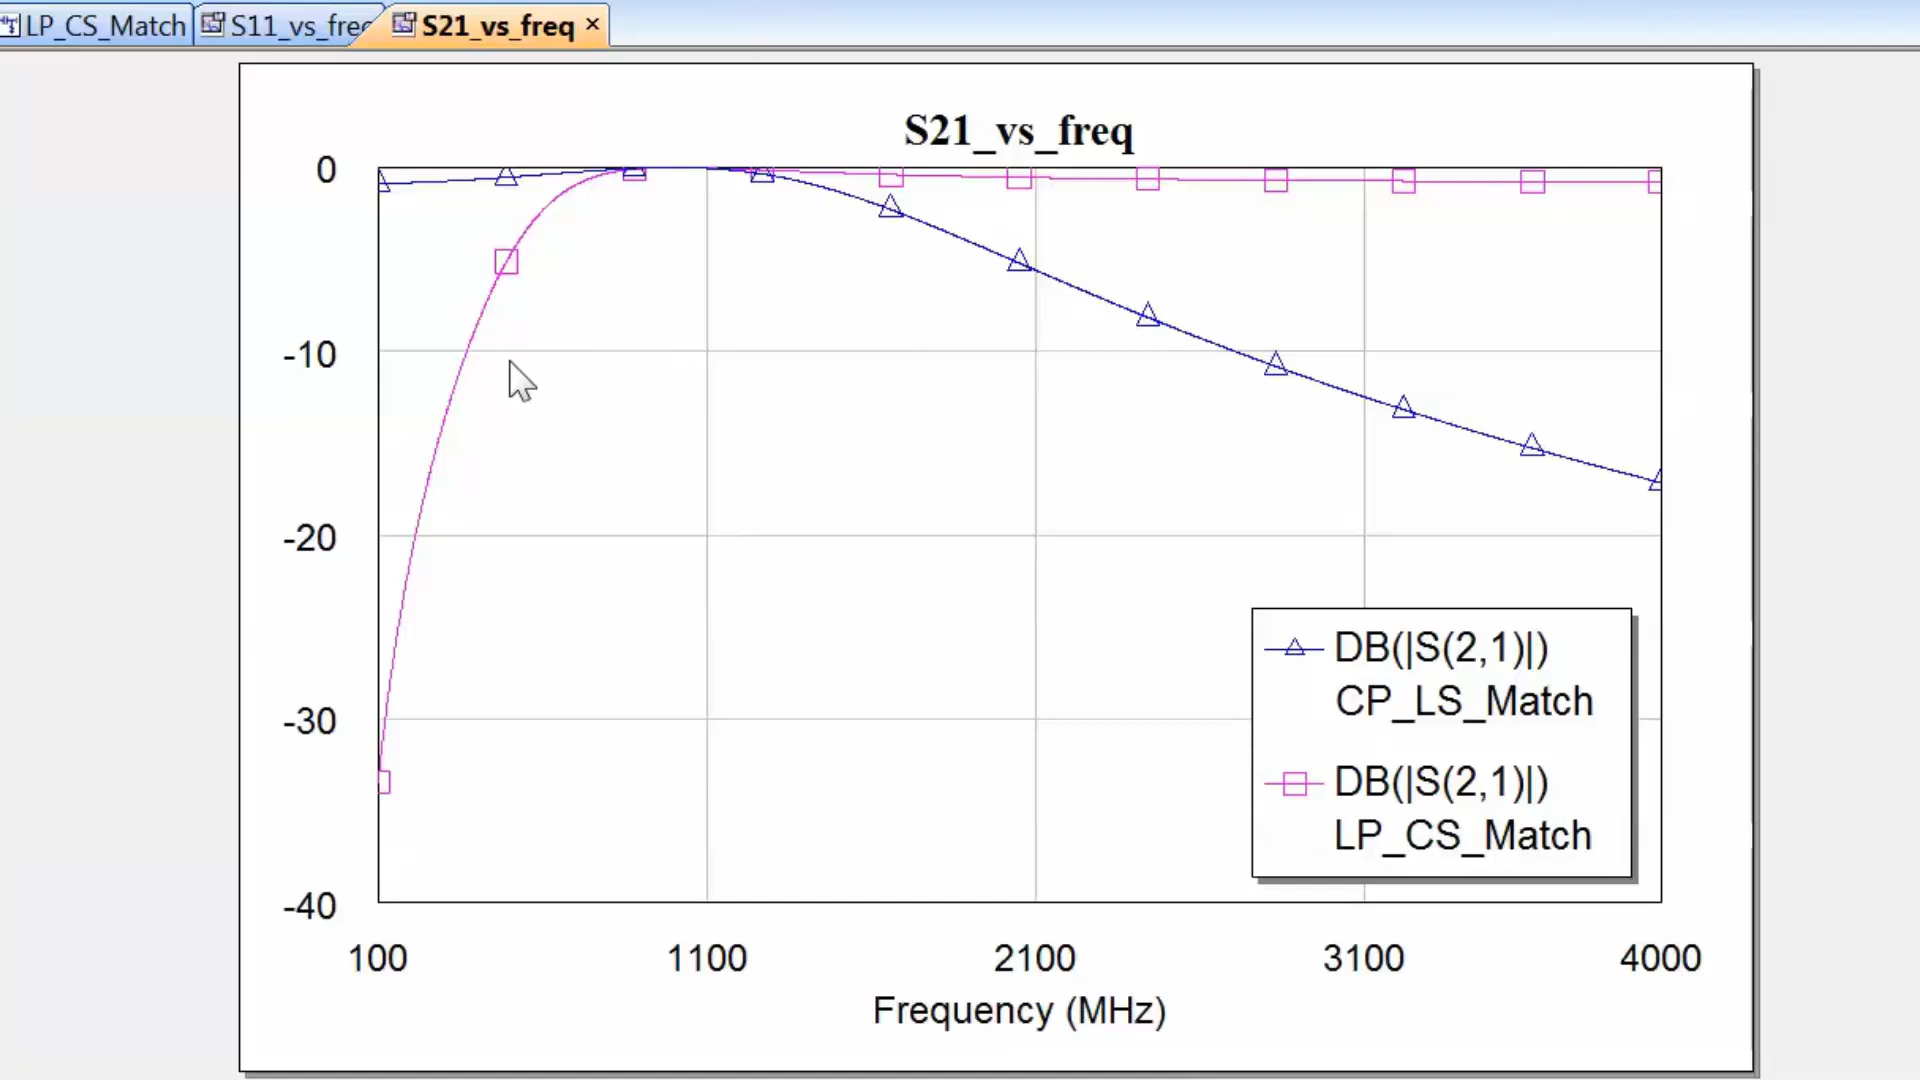 LP_CS_Match S11_vs_freq S21_vs_freq
S21_vs_freq
0
-10
-20
-30
-40
DB(|S(2,1)|)
CP_LS_Match
DB(|S(2,1)|)
LP_CS_Match
100 1100 2100 3100 4000
Frequency (MHz)